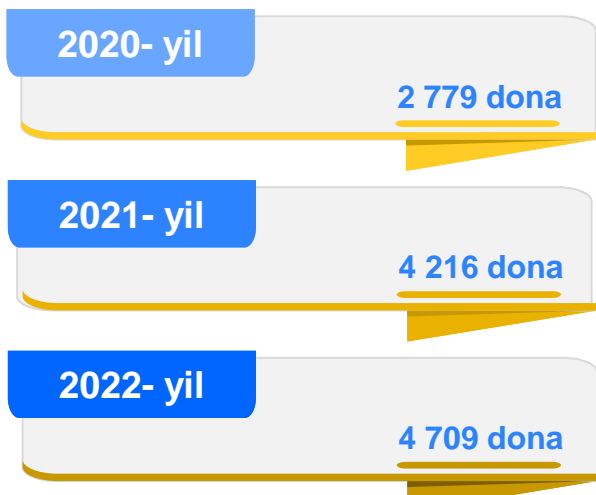 2020- yil
2 779 dona
2021- yil
4 216 dona
2022- yil
4 709 dona